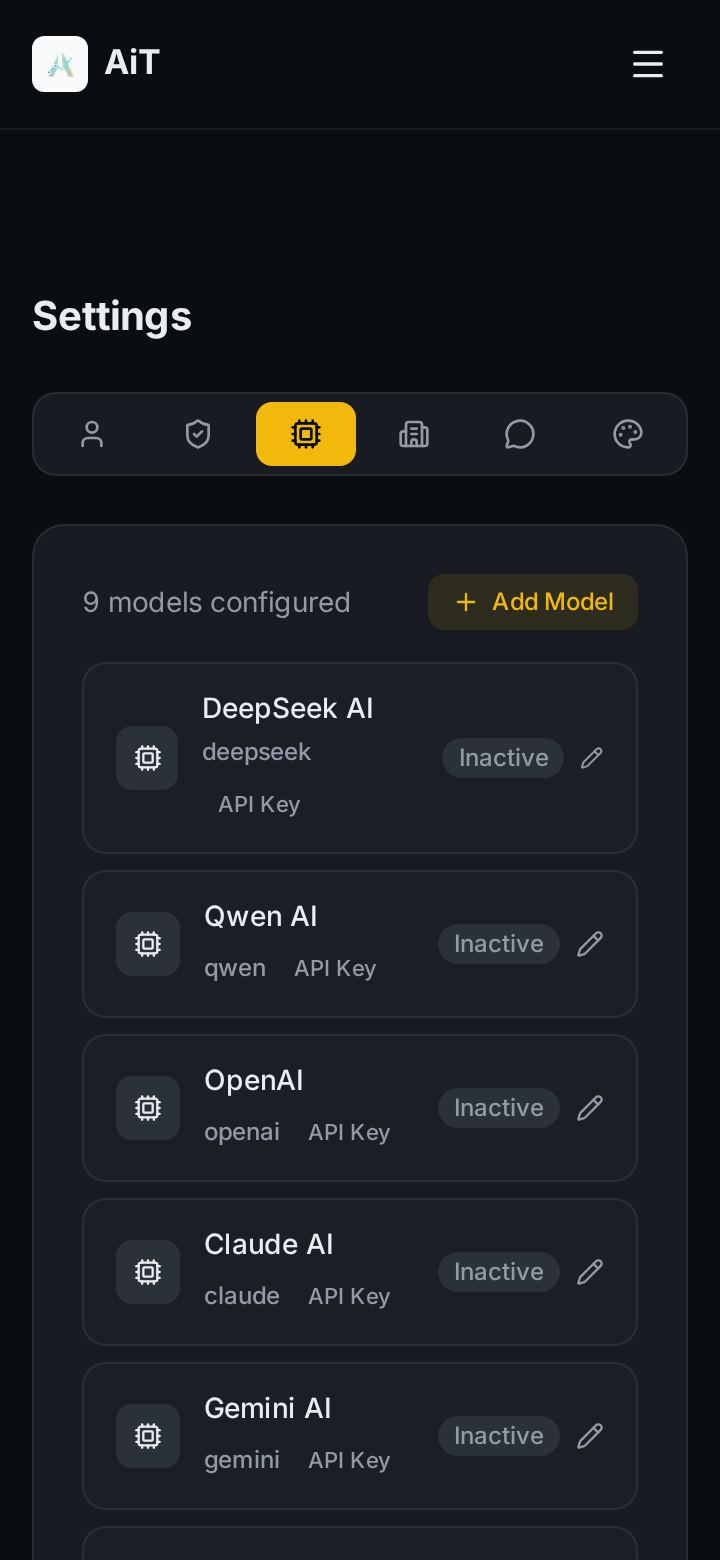 AiT
Settings
9 models configured
Add Model
DeepSeek AI
deepseek
API Key
Inactive
Qwen AI
qwen API Key
Inactive
OpenAI
openai API Key
Inactive
Claude AI
claude API Key
Inactive
Gemini AI
gemini API Key
Inactive